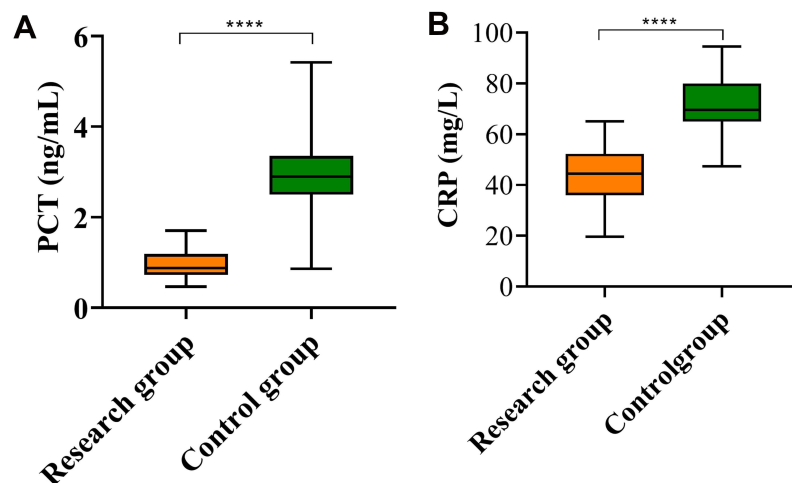 A
PCT (ng/mL)
6
4
2
0
****
Research group
Control group
B
CRP (mg/L)
100
80
60
40
20
0
****
Research group
Controlgroup